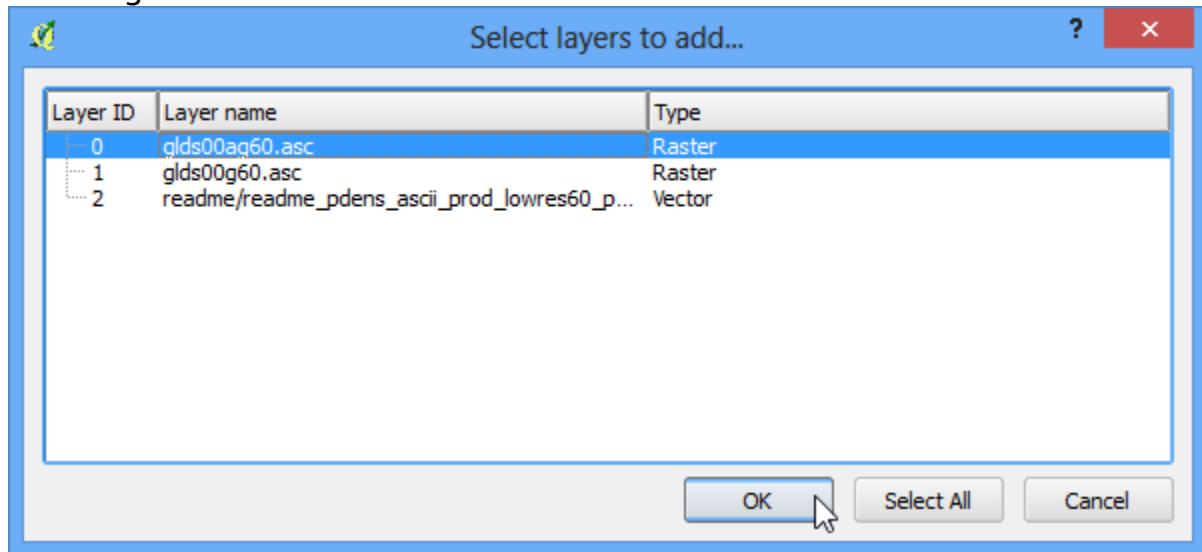 Select layers to add...
?
Layer ID Layer name Type
0 glds00ag60.asc Raster
1 glds00g60.asc Raster
2 readme/readme_pdens_ascii_prod_lowres60_p... Vector
OK Select All Cancel